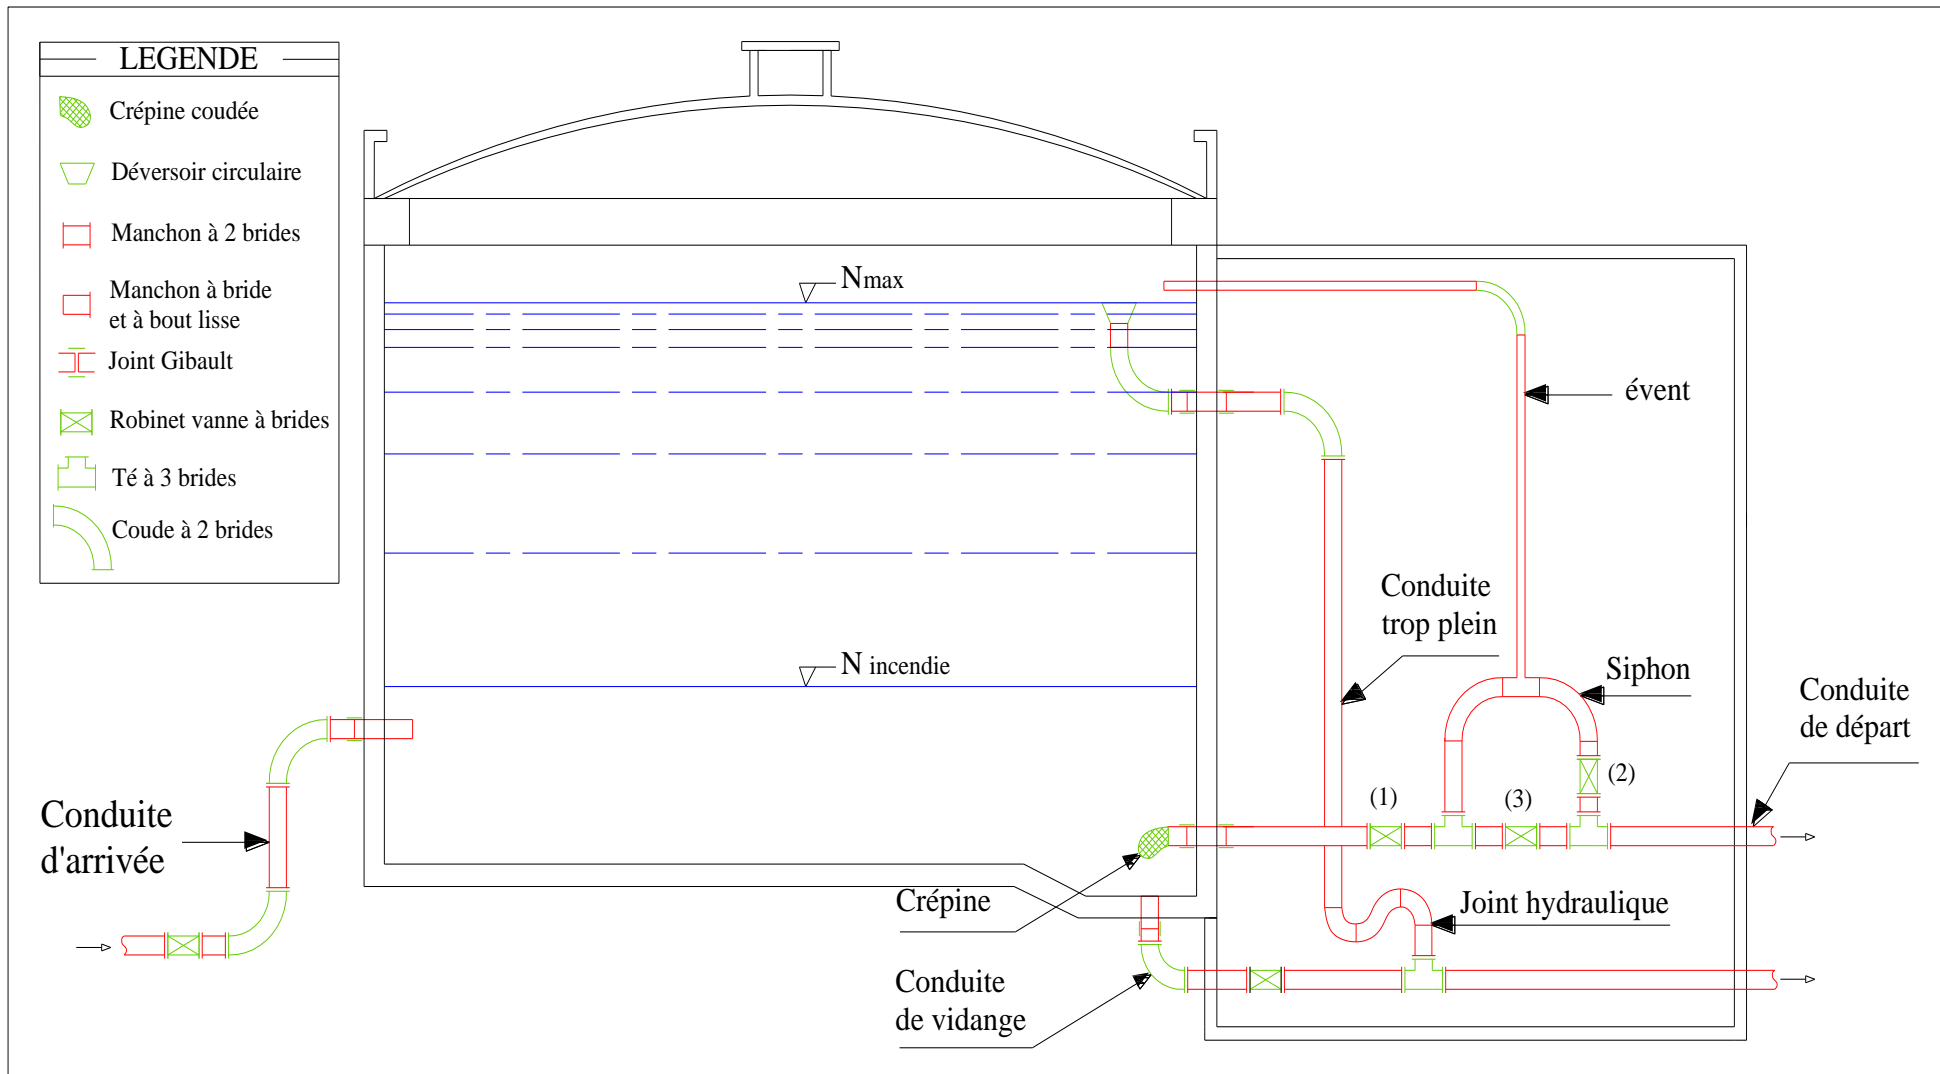 LEGENDE
Crépine coudée
Déversoir circulaire
Manchon à 2 brides
Manchon à bride
et à bout lisse
Joint Gibault
Robinet vanne à brides
Té à 3 brides
Coude à 2 brides
Nmax
évent
Conduite
trop plein
N incendie
Siphon
Conduite
de départ
(2)
(1)
(3)
Conduite
d'arrivée
Crépine
Joint hydraulique
Conduite
de vidange